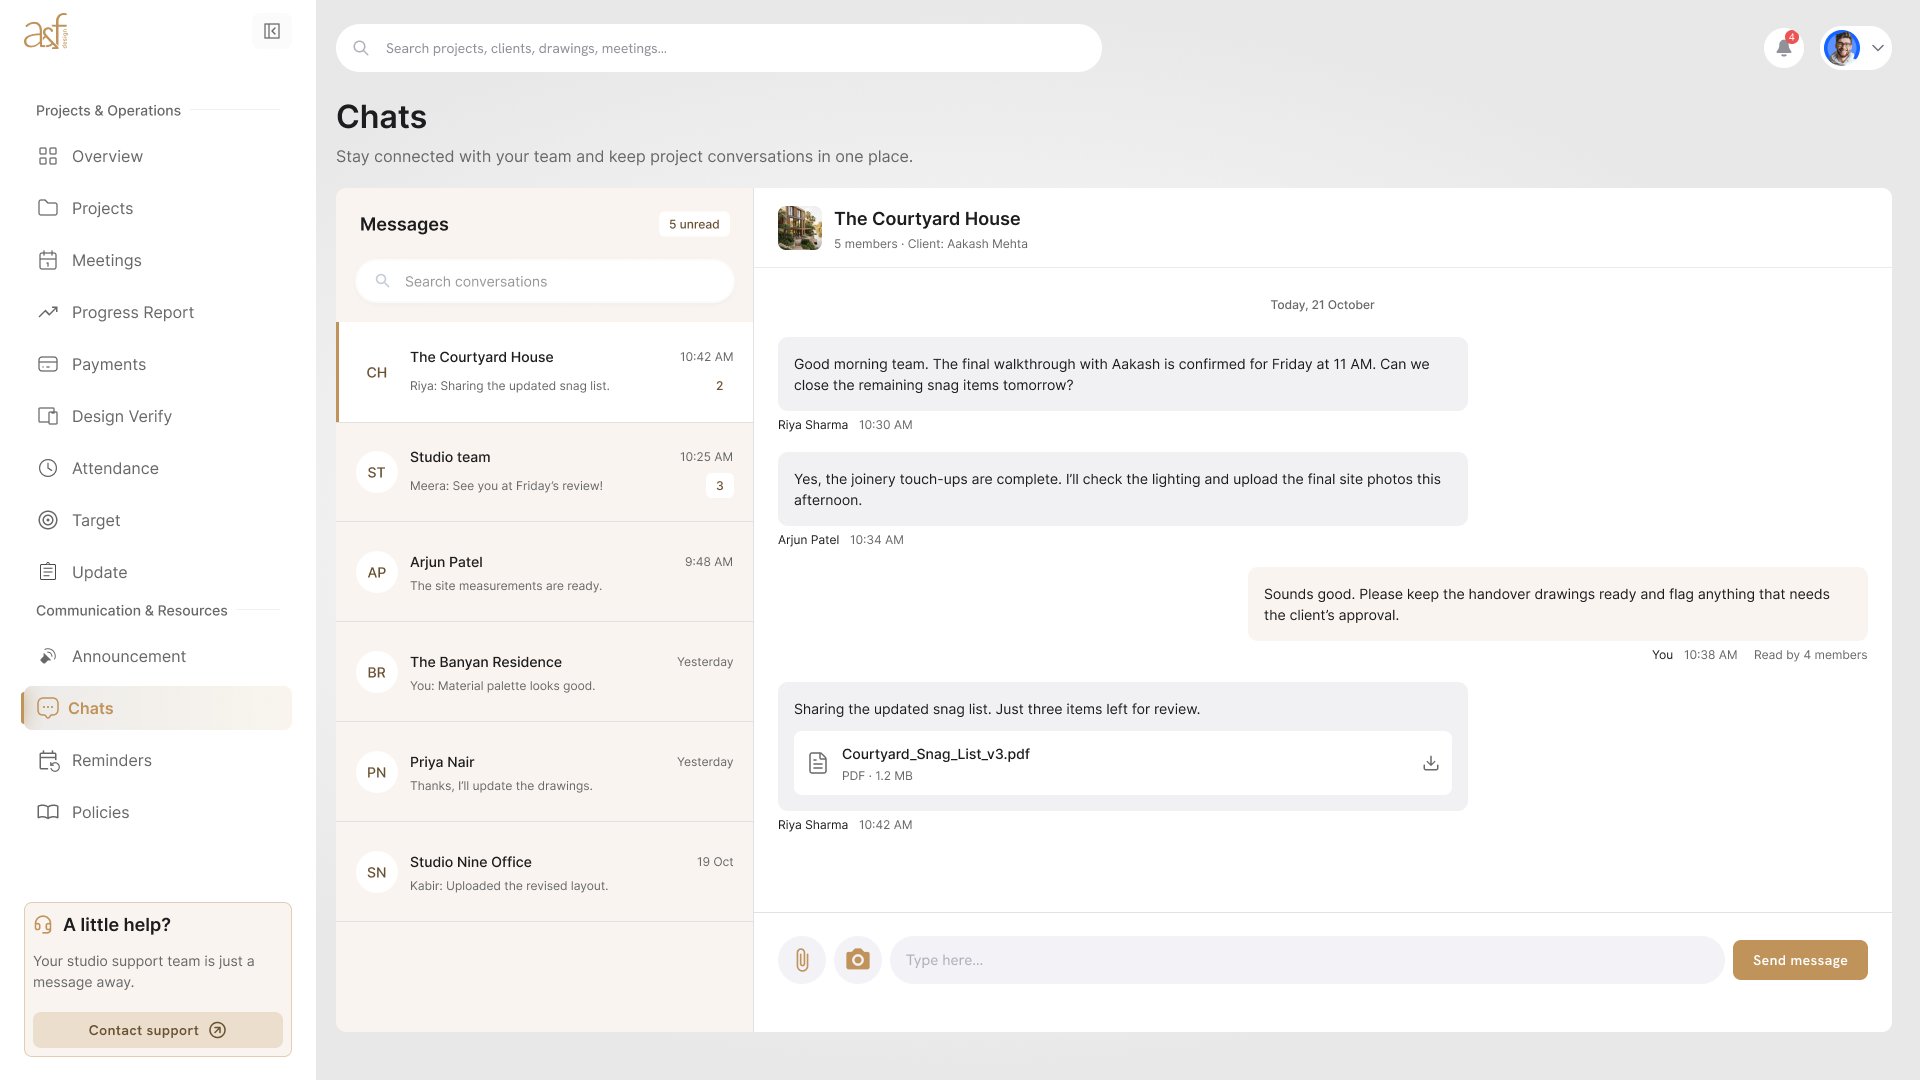 asf
design
Search projects, clients, drawings, meetings...
4
Projects & Operations
Overview
Projects
Meetings
Progress Report
Payments
Design Verify
Attendance
Target
Update
Communication & Resources
Announcement
Chats
Reminders
Policies
A little help?
Your studio support team is just a
message away.
Contact support
Chats
Stay connected with your team and keep project conversations in one place.
Messages
5 unread
Search conversations
CH
The Courtyard House
10:42 AM
Riya: Sharing the updated snag list.
2
ST
Studio team
10:25 AM
Meera: See you at Friday’s review!
3
AP
Arjun Patel
9:48 AM
The site measurements are ready.
BR
The Banyan Residence
Yesterday
You: Material palette looks good.
PN
Priya Nair
Yesterday
Thanks, I’ll update the drawings.
SN
Studio Nine Office
19 Oct
Kabir: Uploaded the revised layout.
The Courtyard House
5 members · Client: Aakash Mehta
Today, 21 October
Good morning team. The final walkthrough with Aakash is confirmed for Friday at 11 AM. Can we
close the remaining snag items tomorrow?
Riya Sharma 10:30 AM
Yes, the joinery touch-ups are complete. I’ll check the lighting and upload the final site photos this
afternoon.
Arjun Patel 10:34 AM
Sounds good. Please keep the handover drawings ready and flag anything that needs
the client’s approval.
You 10:38 AM Read by 4 members
Sharing the updated snag list. Just three items left for review.
Courtyard_Snag_List_v3.pdf
PDF · 1.2 MB
Riya Sharma 10:42 AM
Type here...
Send message